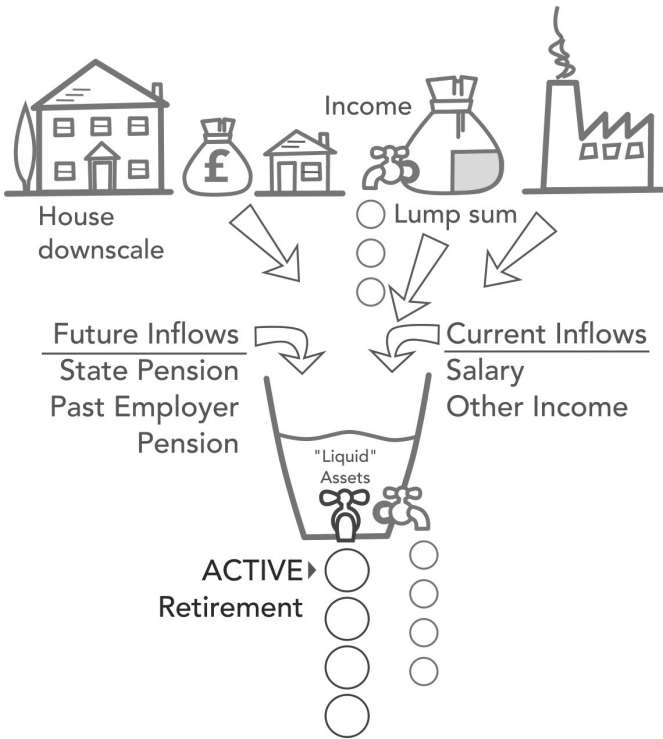 Income
£
House
downscale
Lump sum
Future Inflows
State Pension
Past Employer
Pension
Current Inflows
Salary
Other Income
"Liquid"
Assets
ACTIVE
Retirement